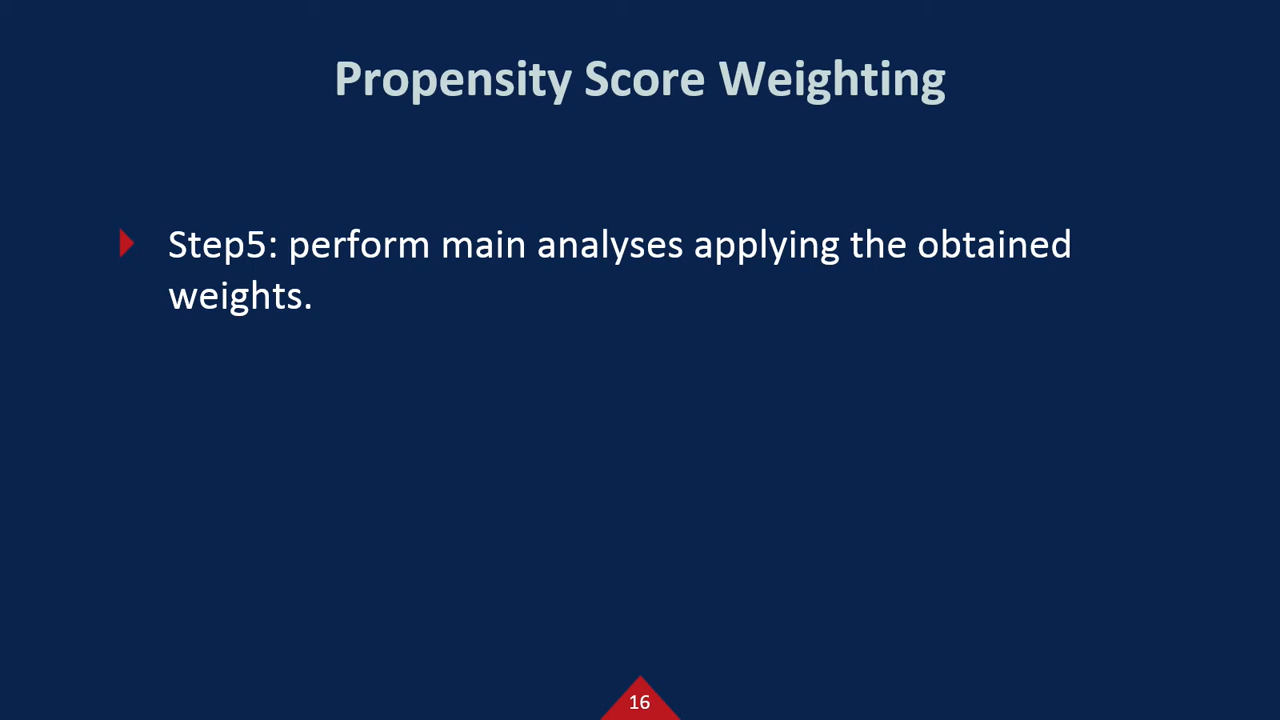 Propensity Score Weighting
Step5: perform main analyses applying the obtained
weights.
16